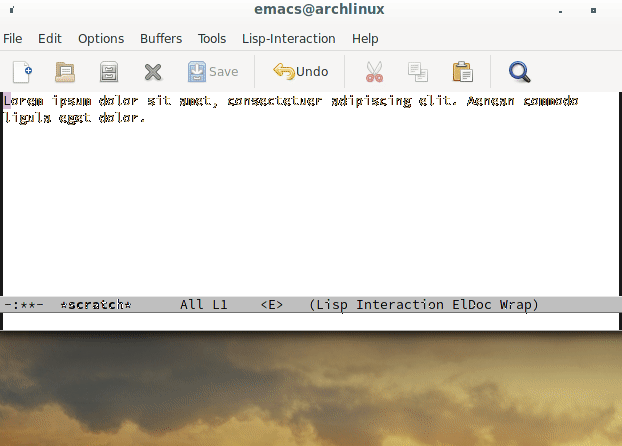 emacs@archlinux
File Edit Options Buffers Tools Lisp-Interaction Help
Save Undo
Lorem ipsum dolor sit amet, consectetuer adipiscing elit. Aenean commodo
ligula eget dolor.
-:**- *scratch* All L1 <E> (Lisp Interaction ElDoc Wrap)